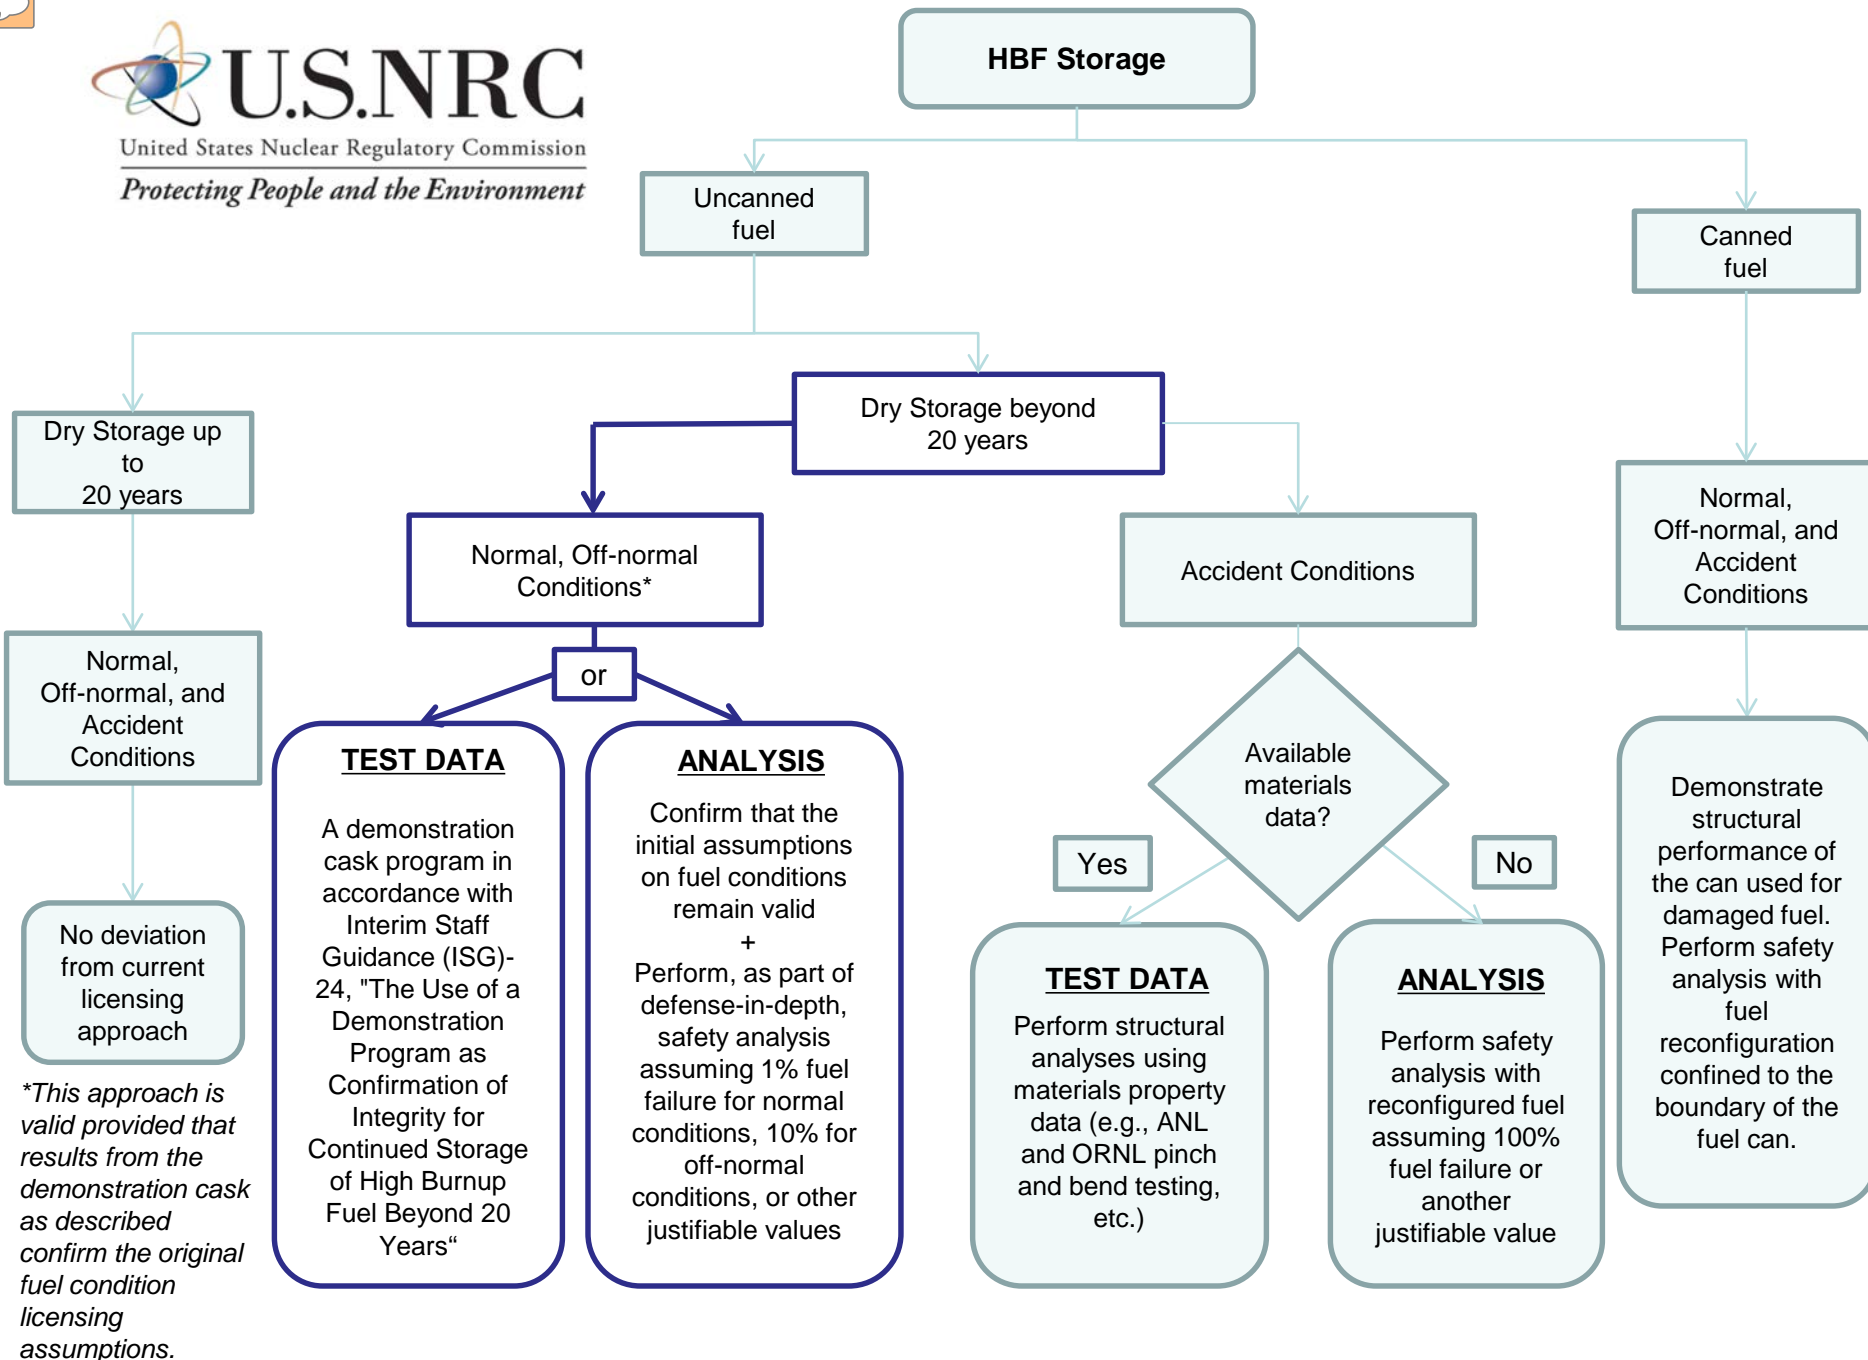 U.S.NRC
United States Nuclear Regulatory Commission
Protecting People and the Environment
HBF Storage
Uncanned
fuel
Canned
fuel
Dry Storage up
to
20 years
Dry Storage beyond
20 years
Normal, Off-normal
Conditions*
Accident Conditions
Normal,
Off-normal, and
Accident
Conditions
Normal,
Off-normal, and
Accident
Conditions
or
No deviation
from current
licensing
approach
*This approach is
valid provided that
results from the
demonstration cask
as described
confirm the original
fuel condition
licensing
assumptions.
TEST DATA
A demonstration
cask program in
accordance with
Interim Staff
Guidance (ISG)-
24, "The Use of a
Demonstration
Program as
Confirmation of
Integrity for
Continued Storage
of High Burnup
Fuel Beyond 20
Years“
ANALYSIS
Confirm that the
initial assumptions
on fuel conditions
remain valid
+
Perform, as part of
defense-in-depth,
safety analysis
assuming 1% fuel
failure for normal
conditions, 10% for
off-normal
conditions, or other
justifiable values
Available
materials
data?
Yes
No
TEST DATA
Perform structural
analyses using
materials property
data (e.g., ANL
and ORNL pinch
and bend testing,
etc.)
ANALYSIS
Perform safety
analysis with
reconfigured fuel
assuming 100%
fuel failure or
another
justifiable value
Demonstrate
structural
performance of
the can used for
damaged fuel.
Perform safety
analysis with
fuel
reconfiguration
confined to the
boundary of the
fuel can.